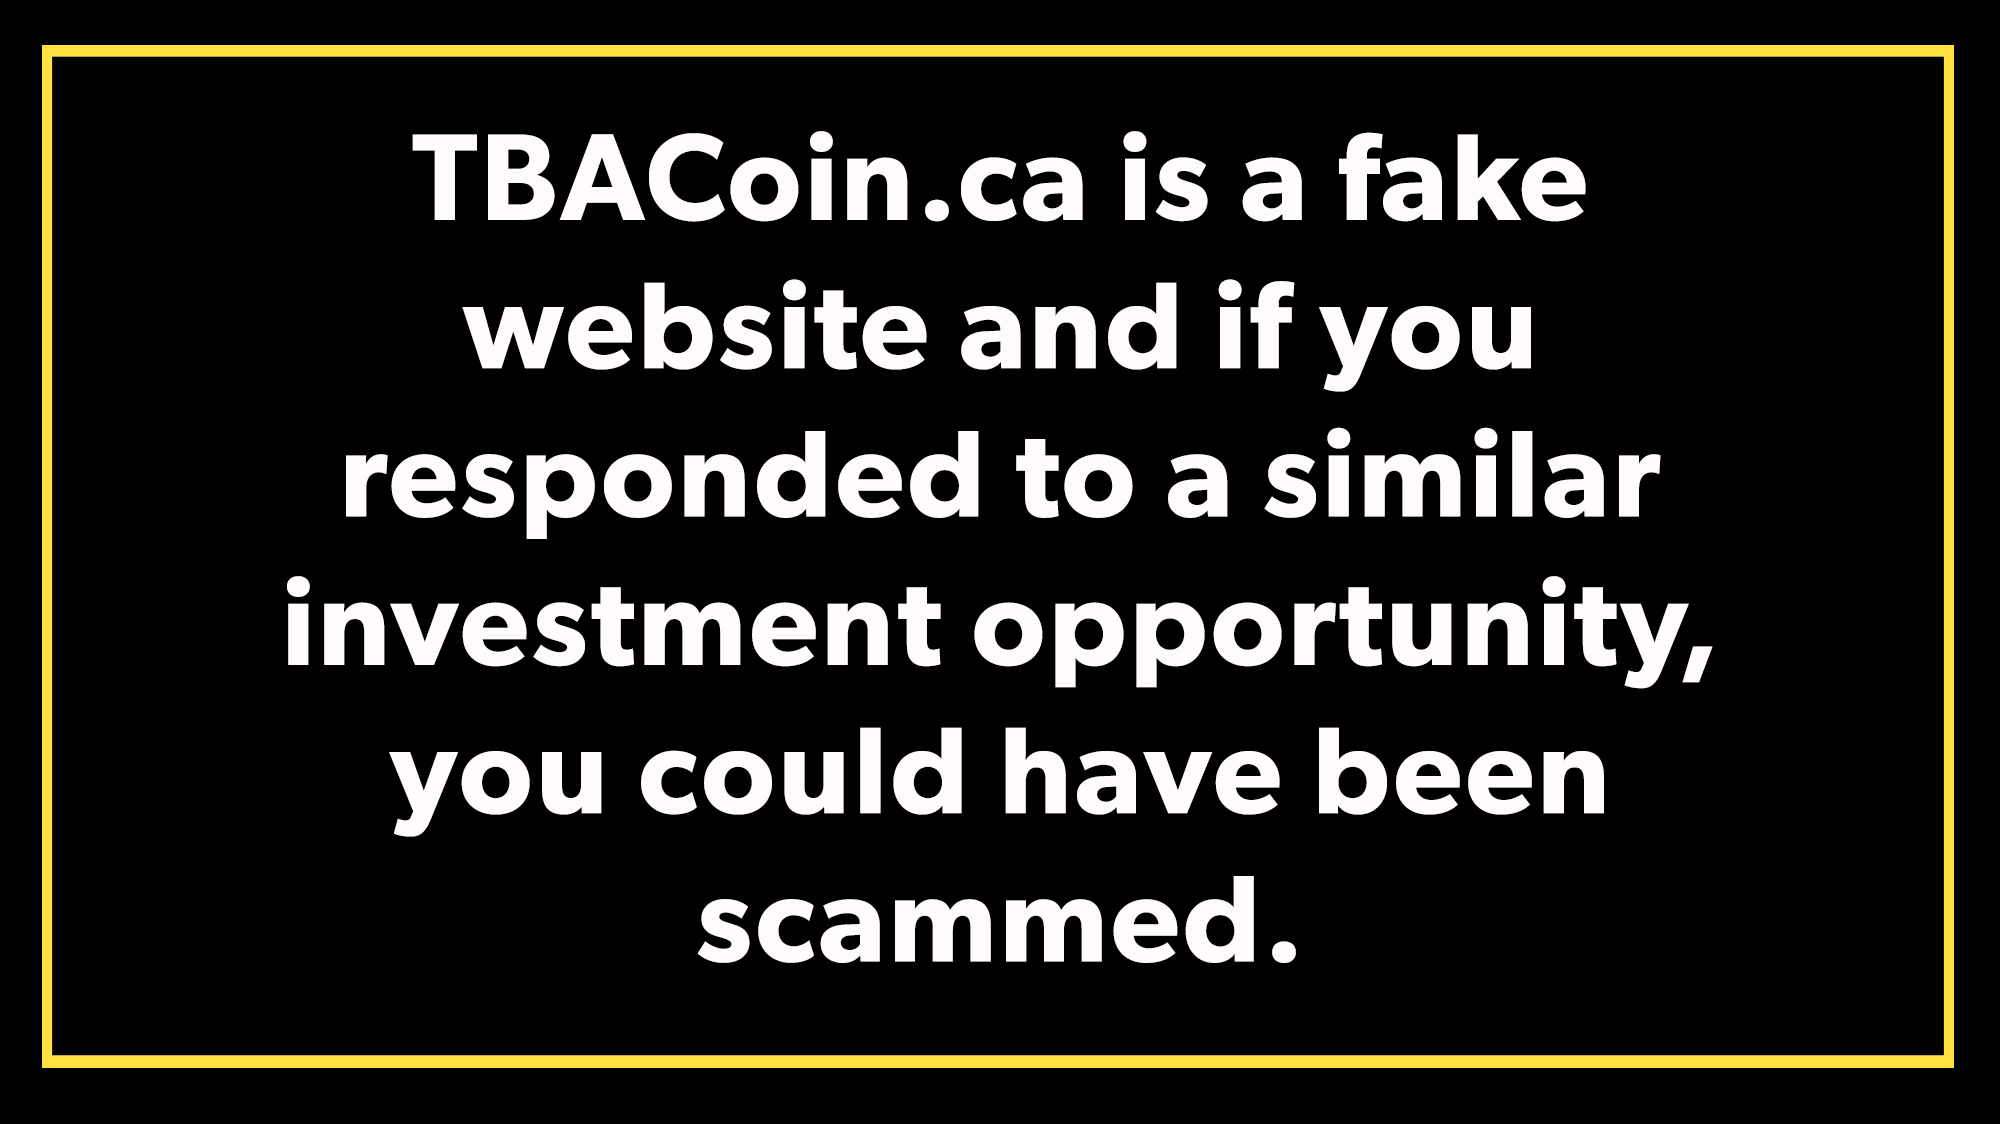 TBACoin.ca is a fake
website and if you
responded to a similar
investment opportunity,
you could have been
scammed.